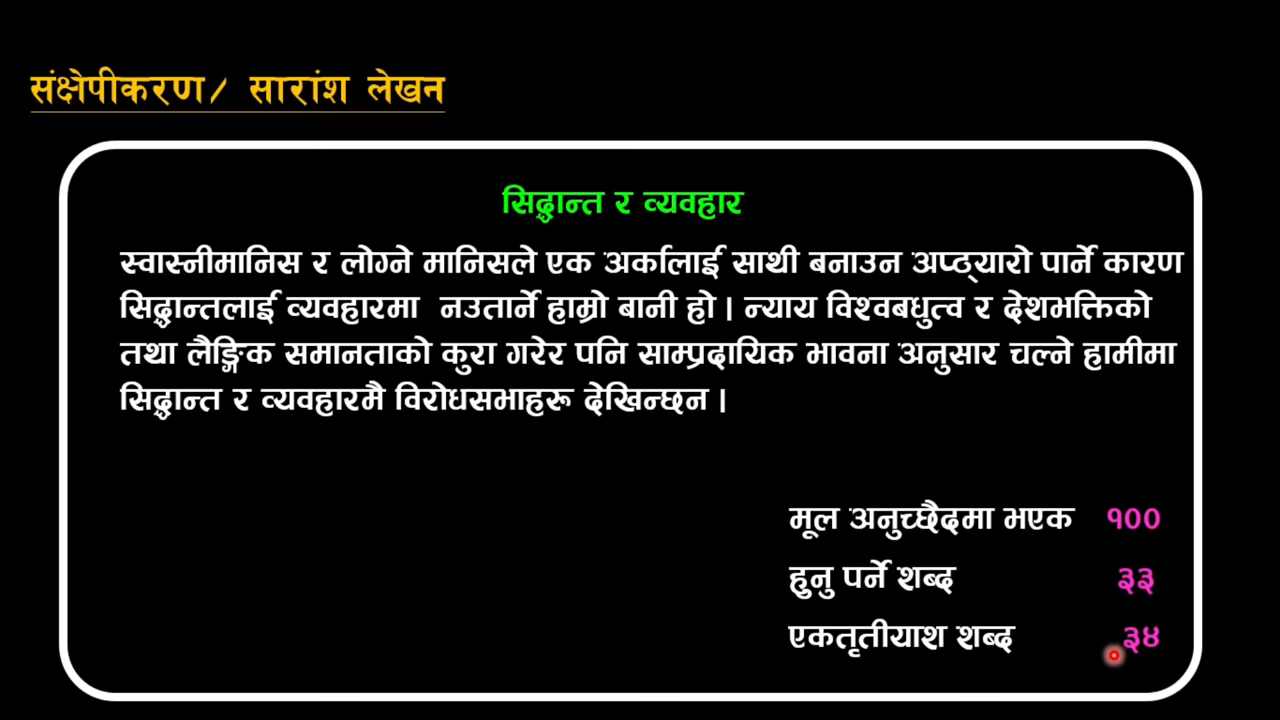 संक्षेपीकरण/ सारांश लेखन
सिद्धान्त र व्यवहार
स्वास्नीमानिस र लोग्ने मानिसले एक अर्कालाई साथी बनाउन अप्ठ्यारो पार्ने कारण
सिद्धान्तलाई व्यवहारमा नउतार्ने हाम्रो बानी हो । न्याय विश्वबधुत्व र देशभक्तिको
तथा लैङ्गिक समानताको कुरा गरेर पनि साम्प्रदायिक भावना अनुसार चल्ने हामीमा
सिद्धान्त र व्यवहारमै विरोधसभाहरू देखिन्छन ।
मूल अनुच्छैदमा भएक १००
हुनु पर्ने शब्द ३३
एकतृतीयाश शब्द ३४